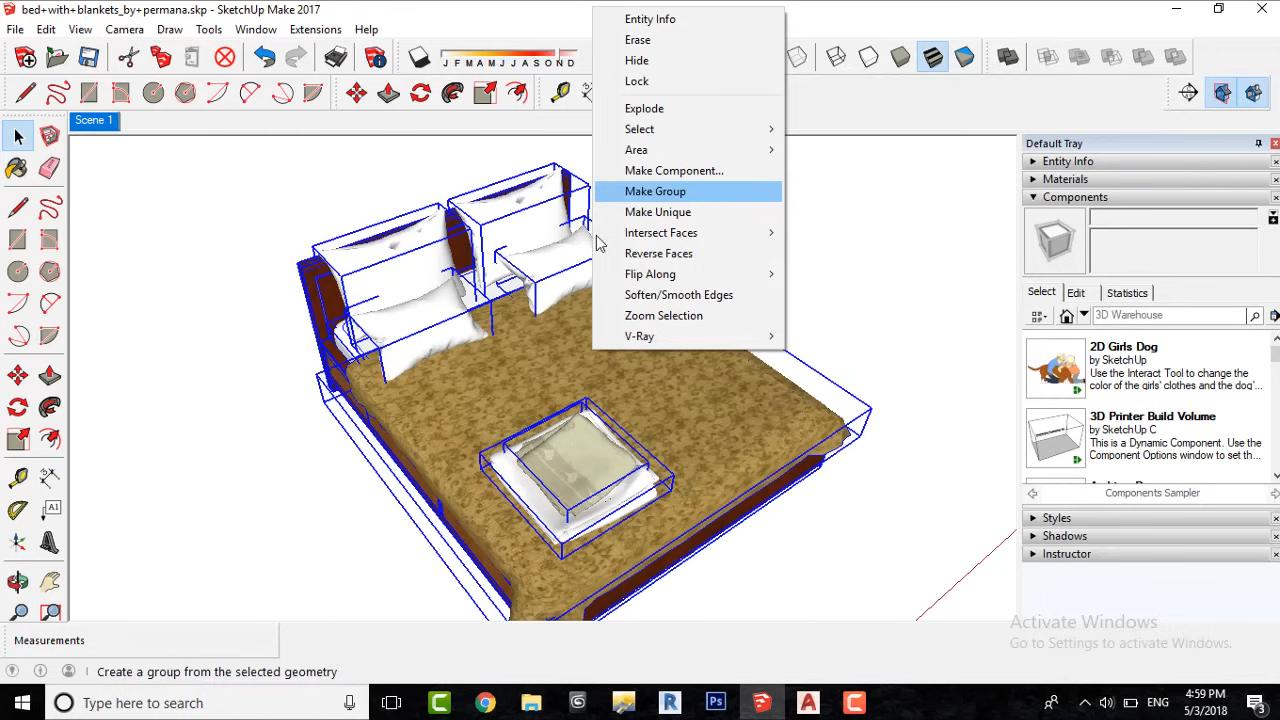 bed+with+blankets_by+permana.skp - SketchUp Make 2017
File Edit View Camera Draw Tools Window Extensions Help
J F M A M J J A S O N D
Scene 1
Entity Info
Erase
Hide
Lock
Explode
Select
Area
Make Component...
Make Group
Make Unique
Intersect Faces
Reverse Faces
Flip Along
Soften/Smooth Edges
Zoom Selection
V-Ray
Default Tray
Entity Info
Materials
Components
Select Edit Statistics
3D Warehouse
2D Girls Dog
by SketchUp
Use the Interact Tool to change
the color of the girls' clothes and the dog'
3D Printer Build Volume
by SketchUp C
This is a Dynamic Component. Use the
Component Options window to set the
Components Sampler
Styles
Shadows
Instructor
Activate Windows
Go to Settings to activate Windows.
Measurements
Create a group from the selected geometry
Type here to search
ENG
4:59 PM
5/3/2018
3